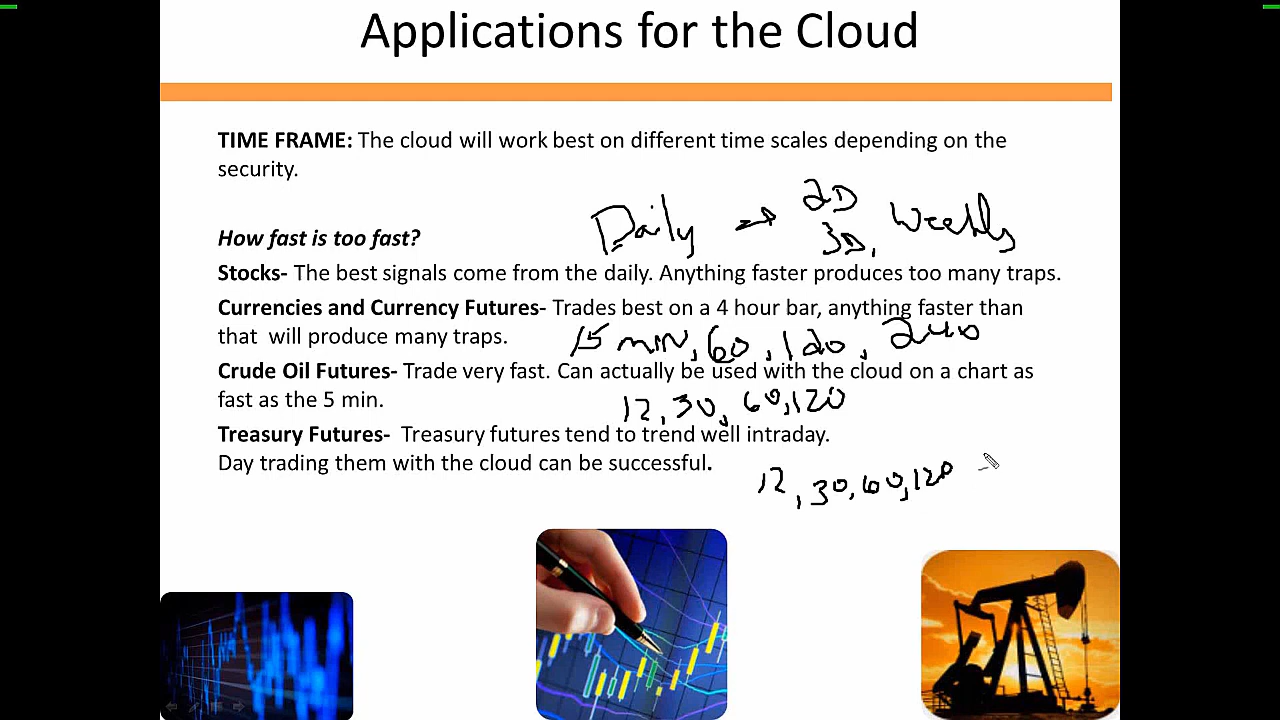 Applications for the Cloud
TIME FRAME: The cloud will work best on different time scales depending on the
security.
Daily → 2D
3D, Weekly
How fast is too fast?
Stocks- The best signals come from the daily. Anything faster produces too many traps.
Currencies and Currency Futures- Trades best on a 4 hour bar, anything faster than
that will produce many traps.
15 min, 60, 120, 240
Crude Oil Futures- Trade very fast. Can actually be used with the cloud on a chart as
fast as the 5 min.
12, 30, 60, 120
Treasury Futures- Treasury futures tend to trend well intraday.
Day trading them with the cloud can be successful.
12, 30, 60, 120